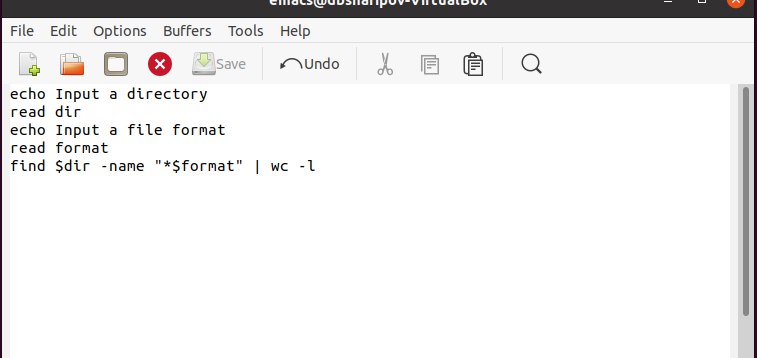 emacs@dbsharipov-VirtualBox
File Edit Options Buffers Tools Help
Save Undo
echo Input a directory
read dir
echo Input a file format
read format
find $dir -name "*$format" | wc -l